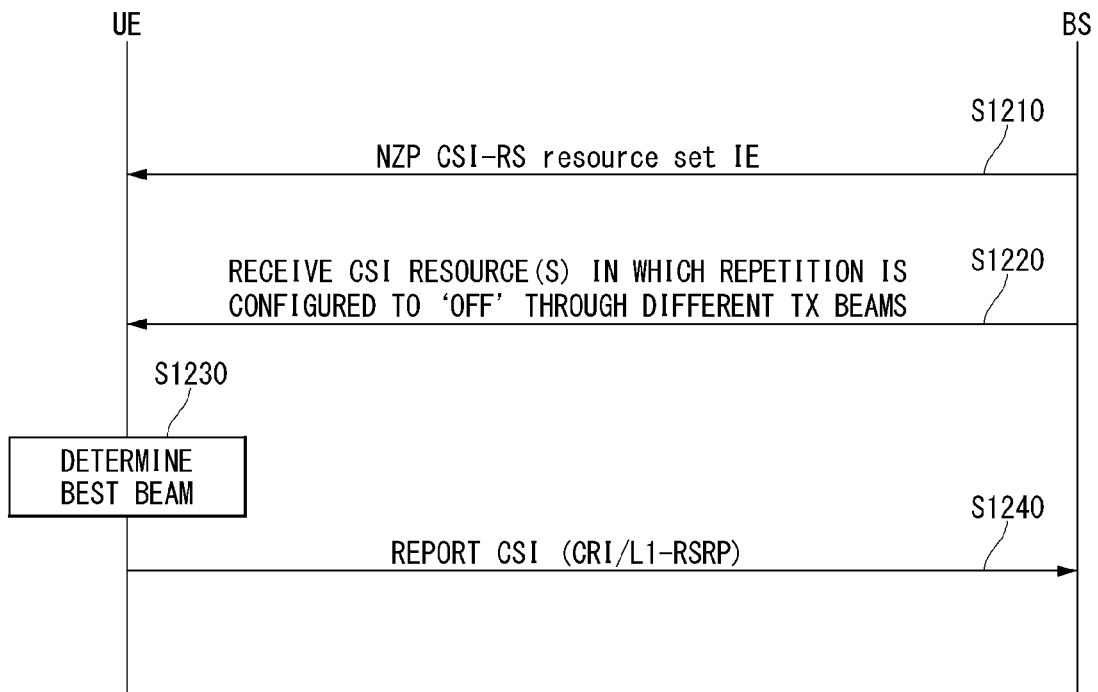 UE
BS
S1210
NZP CSI-RS resource set IE
S1220
RECEIVE CSI RESOURCE(S) IN WHICH REPETITION IS
CONFIGURED TO ‘OFF’ THROUGH DIFFERENT TX BEAMS
S1230
DETERMINE
BEST BEAM
S1240
REPORT CSI (CRI/L1-RSRP)